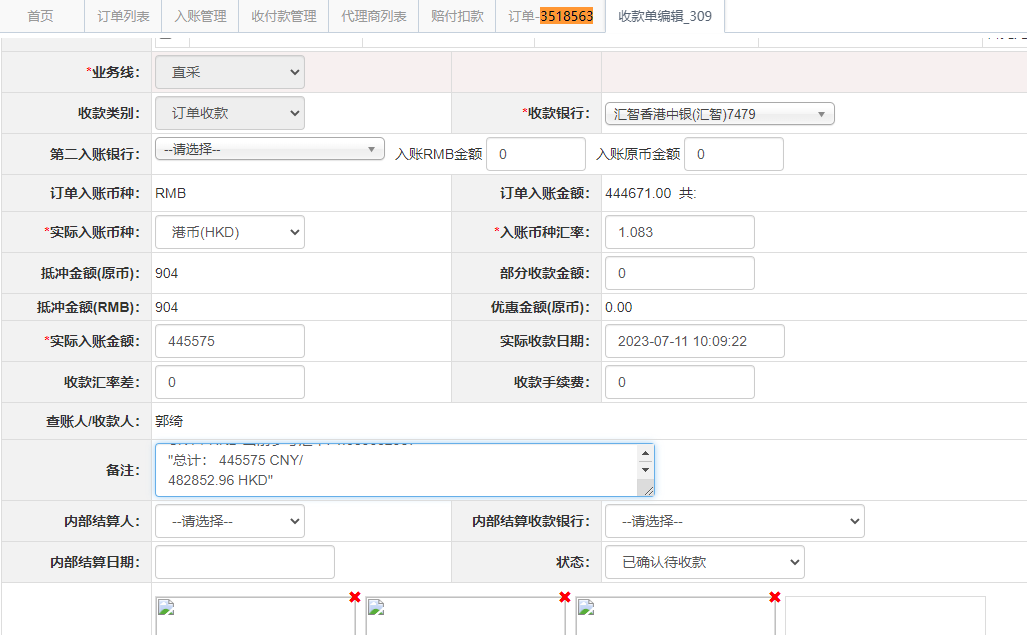 首页 订单列表 入账管理 收付款管理 代理商列表 赔付扣款 订单-3518563 收款单编辑_309
*业务线： 直采
收款类别： 订单收款 *收款银行： 汇智香港中银(汇智)7479
第二入账银行： --请选择-- 入账RMB金额 0 入账原币金额 0
订单入账币种： RMB 订单入账金额： 444671.00 共:
*实际入账币种： 港币(HKD) *入账币种汇率： 1.083
抵冲金额(原币)： 904 部分收款金额： 0
抵冲金额(RMB)： 904 优惠金额(原币)： 0.00
*实际入账金额： 445575 实际收款日期： 2023-07-11 10:09:22
收款汇率差： 0 收款手续费： 0
查账人/收款人： 郭绮
备注： "总计： 445575 CNY/
482852.96 HKD"
内部结算人： --请选择-- 内部结算收款银行： --请选择--
内部结算日期： 状态： 已确认待收款